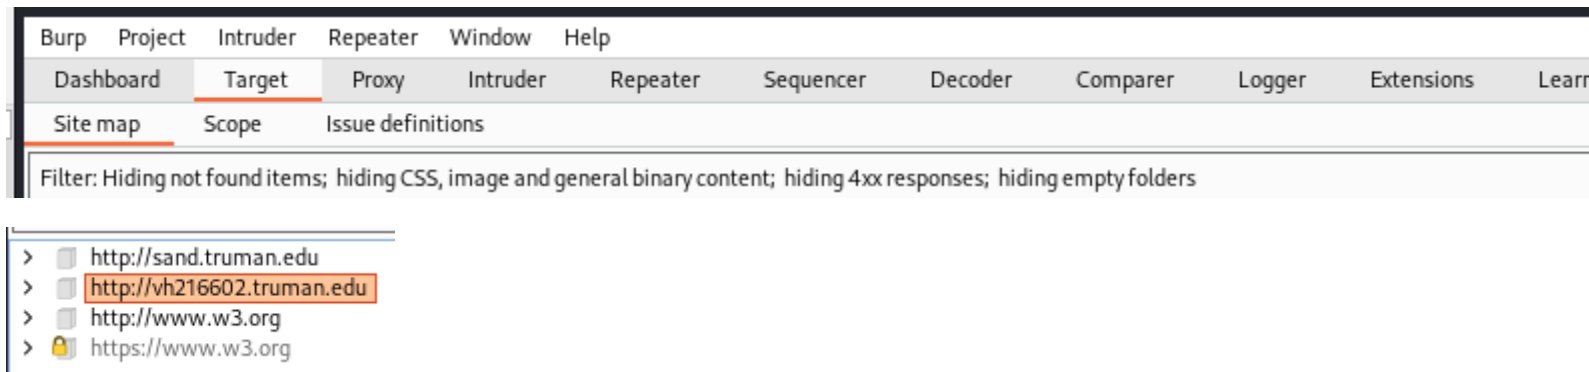 Burp Project Intruder Repeater Window Help
Dashboard Target Proxy Intruder Repeater Sequencer Decoder Comparer Logger Extensions Learn
Site map Scope Issue definitions
Filter: Hiding not found items; hiding CSS, image and general binary content; hiding 4xx responses; hiding empty folders
http://sand.truman.edu
http://vh216602.truman.edu
http://www.w3.org
https://www.w3.org